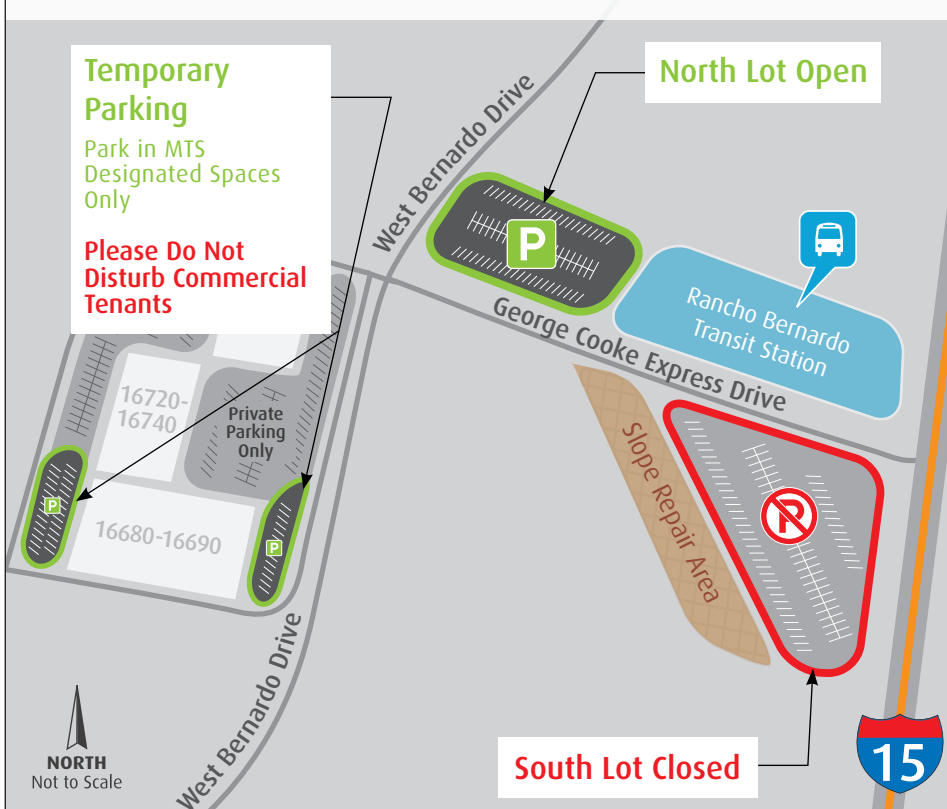 Temporary
Parking
Park in MTS
Designated Spaces
Only
Please Do Not
Disturb Commercial
Tenants
North Lot Open
West Bernardo Drive
P
George Cooke Express Drive
Rancho Bernardo
Transit Station
16720-
16740
Private
Parking
Only
P
16680-16690
P
Slope Repair Area
P
West Bernardo Drive
NORTH
Not to Scale
South Lot Closed
15